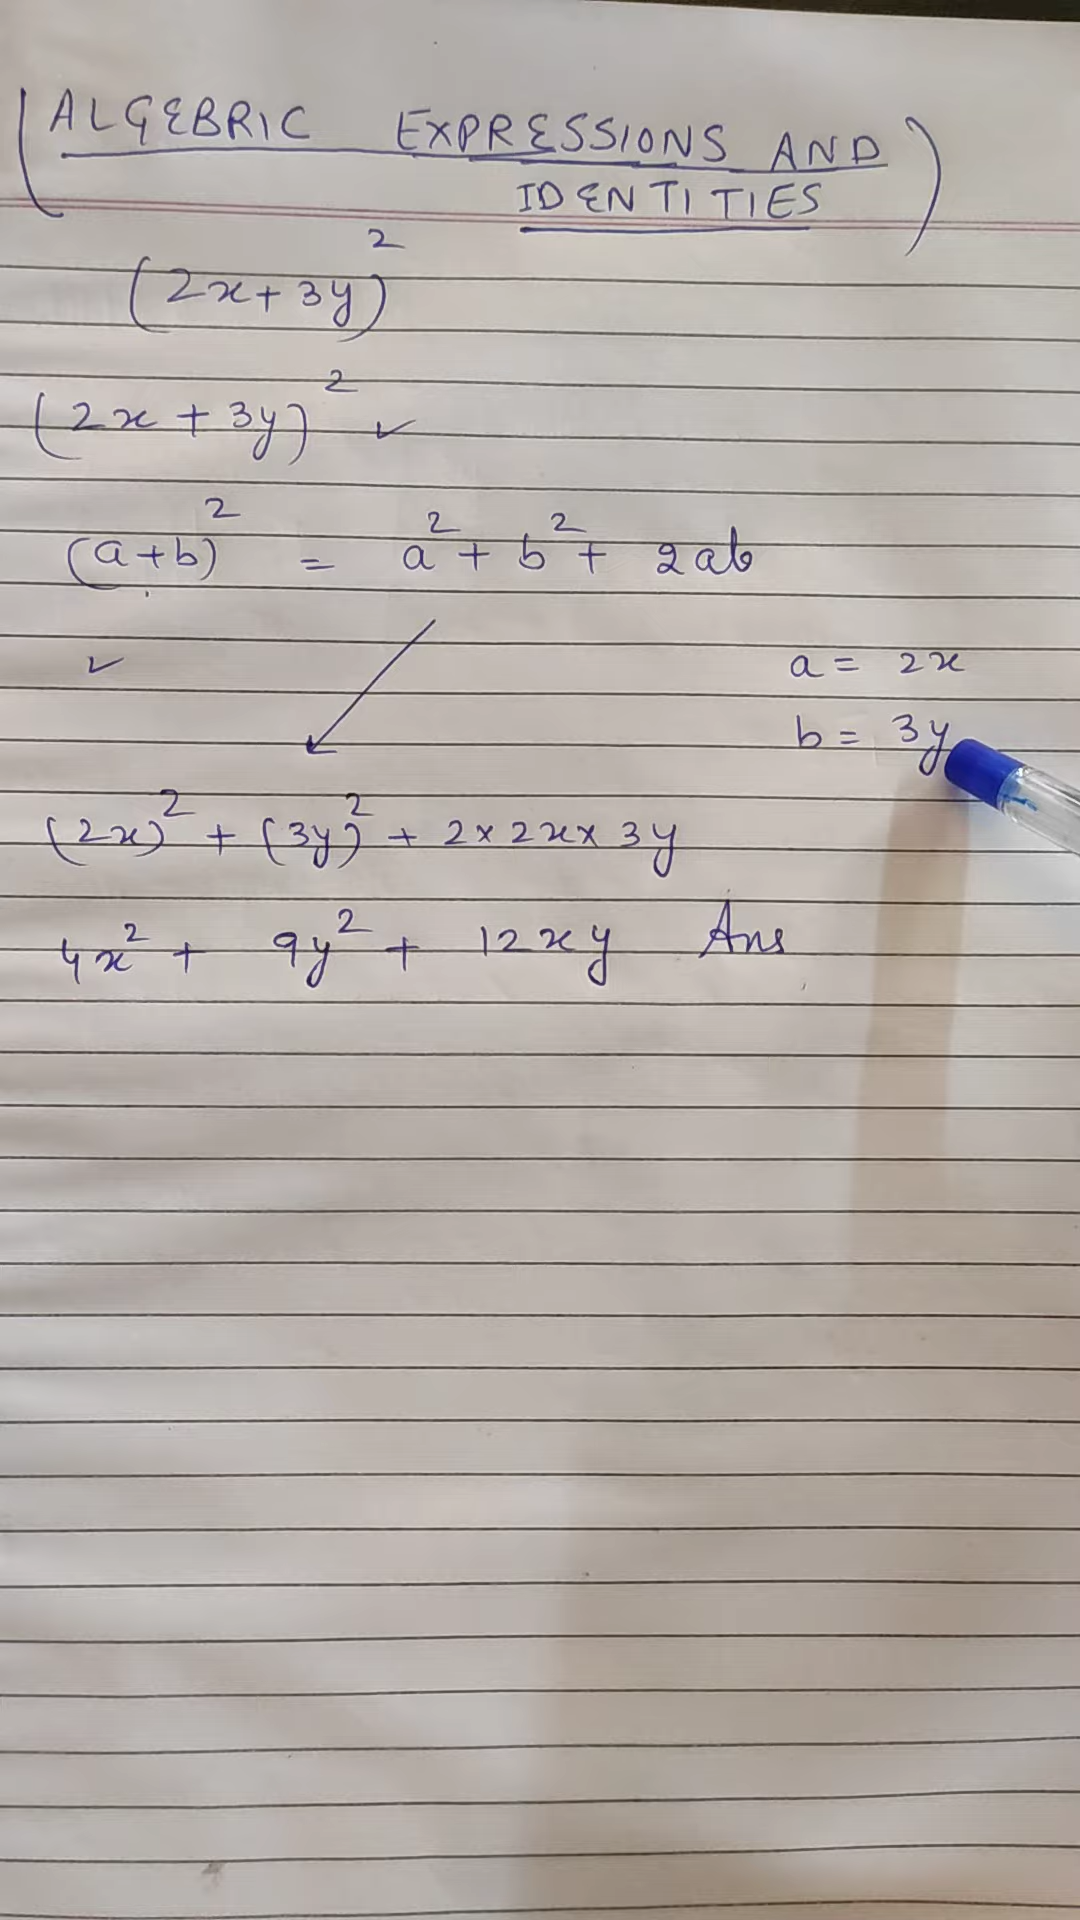 (ALGEBRIC EXPRESSIONS AND
IDENTITIES)
(2x+3y)²
(2x + 3y)² ✓
(a+b)² = a² + b² + 2ab
✓
a = 2x
b = 3y
(2x)² + (3y)² + 2×2x×3y
4x² + 9y² + 12xy Ans